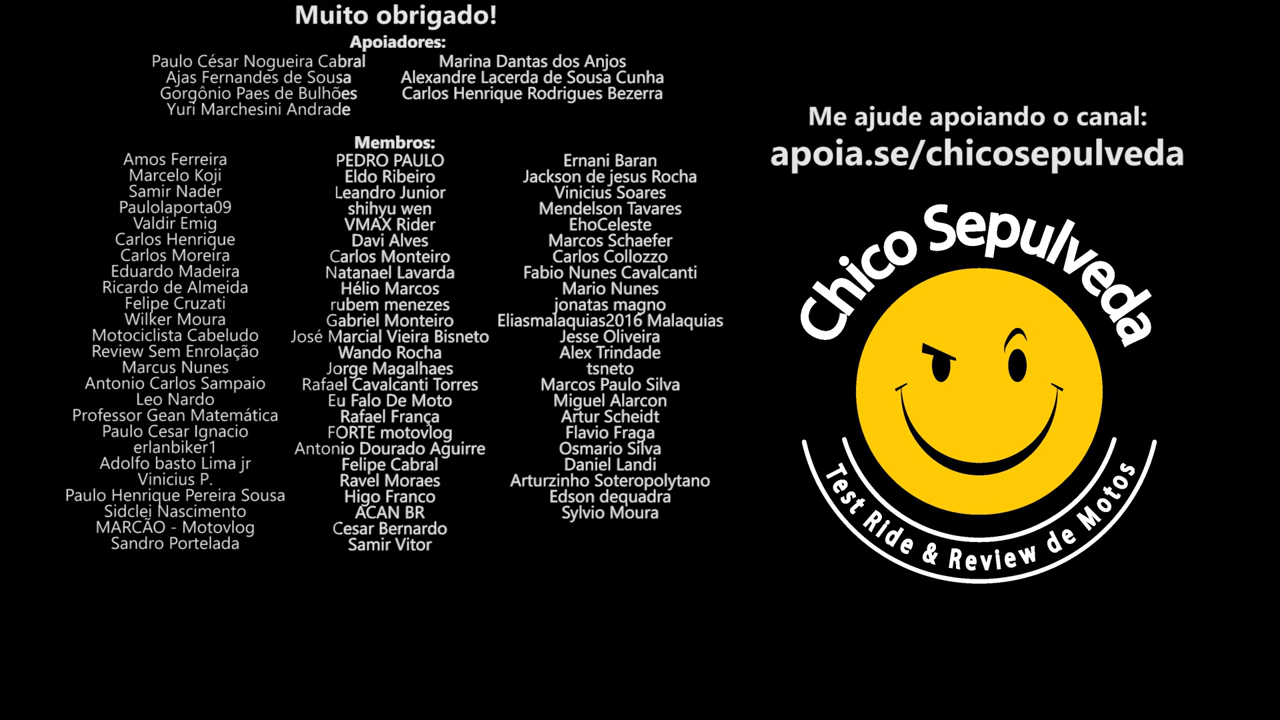 Muito obrigado!
Apoiadores:
Paulo César Nogueira Cabral
Ajas Fernandes de Sousa
Gorgônio Paes de Bulhões
Yuri Marchesini Andrade
Marina Dantas dos Anjos
Alexandre Lacerda de Sousa Cunha
Carlos Henrique Rodrigues Bezerra
Membros:
Amos Ferreira
Marcelo Koji
Samir Nader
Paulolaporta09
Valdir Emig
Carlos Henrique
Carlos Moreira
Eduardo Madeira
Ricardo de Almeida
Felipe Cruzati
Wilker Moura
Motociclista Cabeludo
Review Sem Enrolação
Marcus Nunes
Antonio Carlos Sampaio
Leo Nardo
Professor Gean Matemática
Paulo Cesar Ignacio
erlanbiker1
Adolfo basto Lima jr
Vinicius P.
Paulo Henrique Pereira Sousa
Sidclei Nascimento
MARCÃO - Motovlog
Sandro Portelada
PEDRO PAULO
Eldo Ribeiro
Leandro Junior
shihyu wen
VMAX Rider
Davi Alves
Carlos Monteiro
Natanael Lavarda
Hélio Marcos
rubem menezes
Gabriel Monteiro
José Marcial Vieira Bisneto
Wando Rocha
Jorge Magalhaes
Rafael Cavalcanti Torres
Eu Falo De Moto
Rafael França
FORTE motovlog
Antonio Dourado Aguirre
Felipe Cabral
Ravel Moraes
Higo Franco
ACAN BR
Cesar Bernardo
Samir Vitor
Ernani Baran
Jackson de jesus Rocha
Vinicius Soares
Mendelson Tavares
EhoCeleste
Marcos Schaefer
Carlos Collozzo
Fabio Nunes Cavalcanti
Mario Nunes
jonatas magno
Eliasmalaquias2016 Malaquias
Jesse Oliveira
Alex Trindade
tsneto
Marcos Paulo Silva
Miguel Alarcon
Artur Scheidt
Flavio Fraga
Osmario Silva
Daniel Landi
Arturzinho Soteropolytano
Edson dequadra
Sylvio Moura
Me ajude apoiando o canal:
apoia.se/chicosepulveda
Chico Sepulveda
Test Ride & Review de Motos